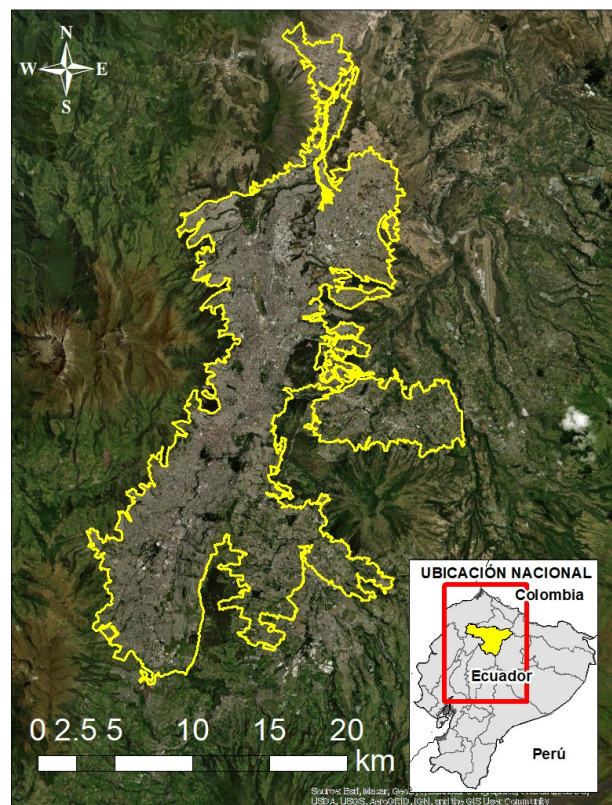 N
W E
S
UBICACIÓN NACIONAL
Colombia
Ecuador
Perú
0 2.5 5 10 15 20
km
Source: Esri, Maxar,
USDA, USGS, AeroGRID, IGN, and the GIS User Community